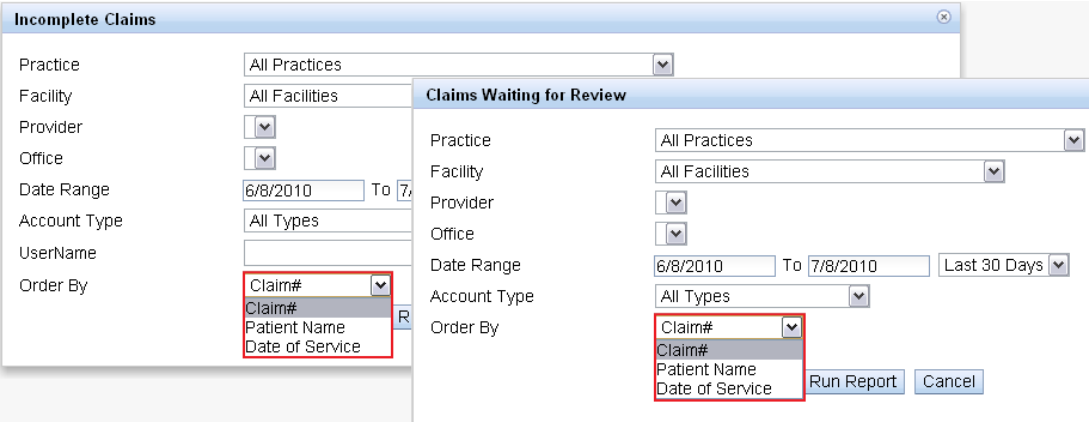 Incomplete Claims
Practice All Practices
Facility All Facilities
Provider
Office
Date Range 6/8/2010 To 7/
Account Type All Types
UserName
Order By Claim#
Claim#
Patient Name
Date of Service
R
Claims Waiting for Review
Practice All Practices
Facility All Facilities
Provider
Office
Date Range 6/8/2010 To 7/8/2010 Last 30 Days
Account Type All Types
Order By Claim#
Claim#
Patient Name
Date of Service
Run Report Cancel